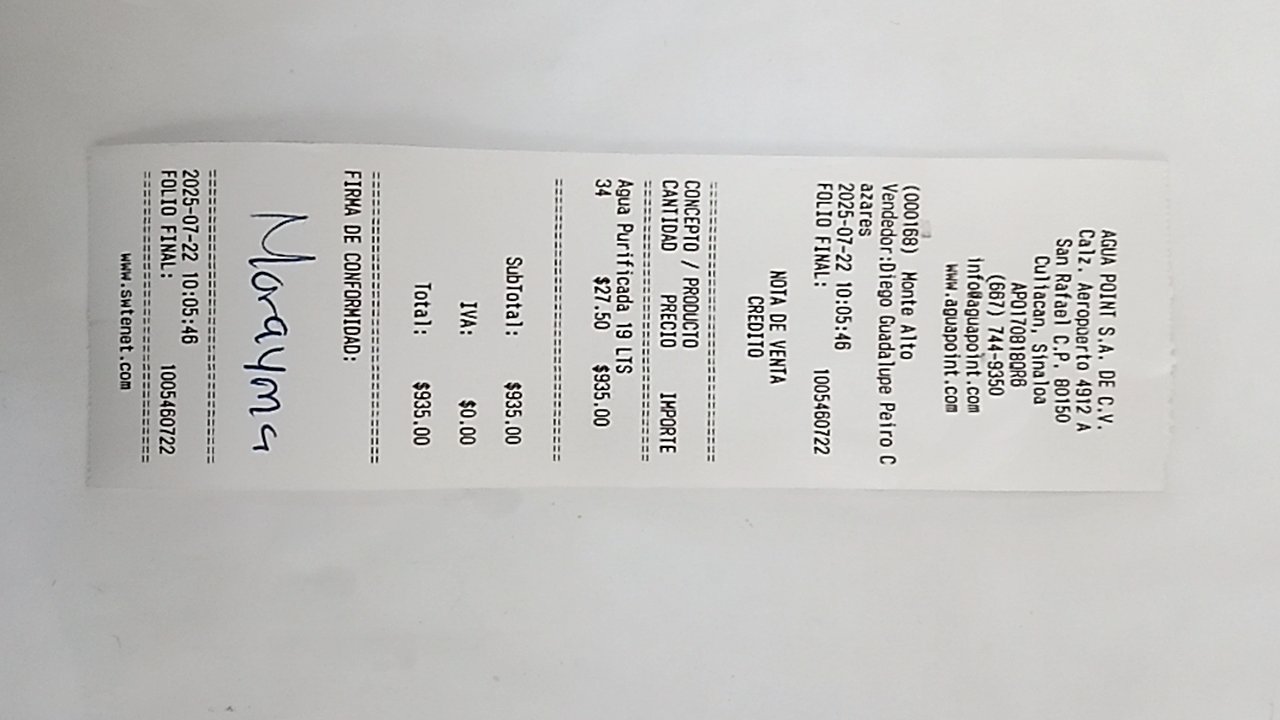 AGUA POINT S.A. DE C.V.
Calz. Aeropuerto 4912 A
San Rafael C.P. 80150
Culiacan, Sinaloa
APO170818QR6
(667) 744-9350
info@aguapoint.com
www.aguapoint.com
(000168) Monte Alto
Vendedor:Diego Guadalupe Peiro C
azares
2025-07-22 10:05:46
FOLIO FINAL: 1005460722
NOTA DE VENTA
CREDITO
================================
CONCEPTO / PRODUCTO
CANTIDAD PRECIO IMPORTE
================================
Agua Purificada 19 LTS
34 $27.50 $935.00
================================
SubTotal: $935.00
IVA: $0.00
Total: $935.00
================================
FIRMA DE CONFORMIDAD:
Morayma
================================
2025-07-22 10:05:46
FOLIO FINAL: 1005460722
================================
www.swtenet.com